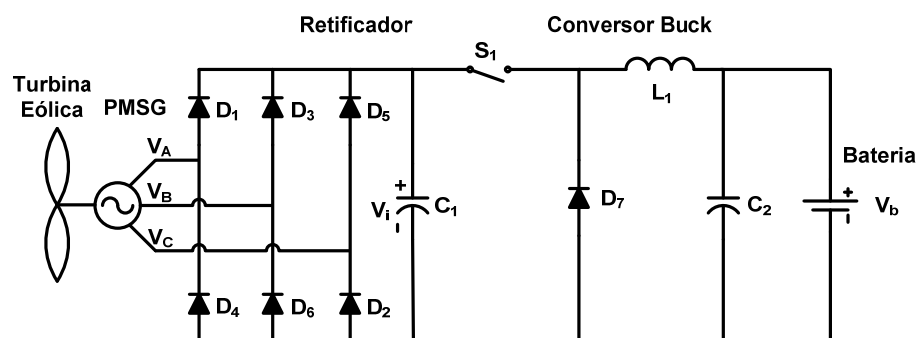 Retificador
Conversor Buck
S1
Turbina
Eólica
PMSG
D1
D3
D5
L1
VA
VB
VC
+
Vi
-
C1
D7
C2
Bateria
+
Vb
-
D4
D6
D2